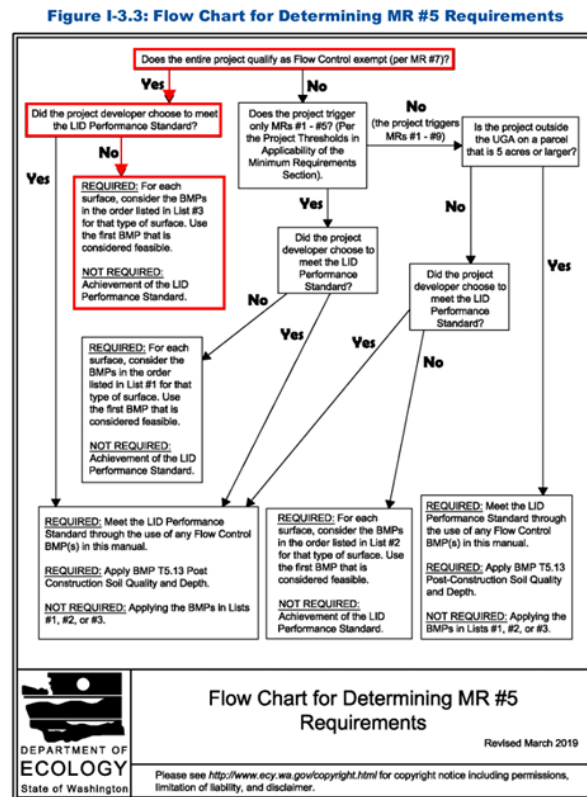 Figure I-3.3: Flow Chart for Determining MR #5 Requirements
Does the entire project qualify as Flow Control exempt (per MR #7)?
Yes
No
Did the project developer choose to meet
the LID Performance Standard?
Does the project trigger
only MRs #1 - #5? (Per
the Project Thresholds in
Applicability of the
Minimum Requirements
Section).
No
(the project triggers
MRs #1 - #9)
Is the project outside
the UGA on a parcel
that is 5 acres or larger?
Yes
No
REQUIRED: For each
surface, consider the BMPs
in the order listed in List #3
for that type of surface. Use
the first BMP that is
considered feasible.
NOT REQUIRED:
Achievement of the LID
Performance Standard.
Yes
No
Yes
Did the project
developer choose to
meet the LID
Performance
Standard?
Did the project
developer choose to
meet the LID
Performance
Standard?
No
Yes
Yes
No
REQUIRED: For each
surface, consider the
BMPs in the order
listed in List #1 for that
type of surface. Use
the first BMP that is
considered feasible.
NOT REQUIRED:
Achievement of the LID
Performance Standard.
REQUIRED: Meet the LID Performance
Standard through the use of any Flow Control
BMP(s) in this manual.
REQUIRED: Apply BMP T5.13 Post
Construction Soil Quality and Depth.
NOT REQUIRED: Applying the BMPs in Lists
#1, #2, or #3.
REQUIRED: For each
surface, consider the BMPs
in the order listed in List #2
for that type of surface. Use
the first BMP that is
considered feasible.
NOT REQUIRED:
Achievement of the LID
Performance Standard.
REQUIRED: Meet the LID
Performance Standard through
the use of any Flow Control
BMP(s) in this manual.
REQUIRED: Apply BMP T5.13
Post-Construction Soil Quality
and Depth.
NOT REQUIRED: Applying the
BMPs in Lists #1, #2, or #3.
DEPARTMENT OF
ECOLOGY
State of Washington
Flow Chart for Determining MR #5
Requirements
Revised March 2019
Please see http://www.ecy.wa.gov/copyright.html for copyright notice including permissions,
limitation of liability, and disclaimer.